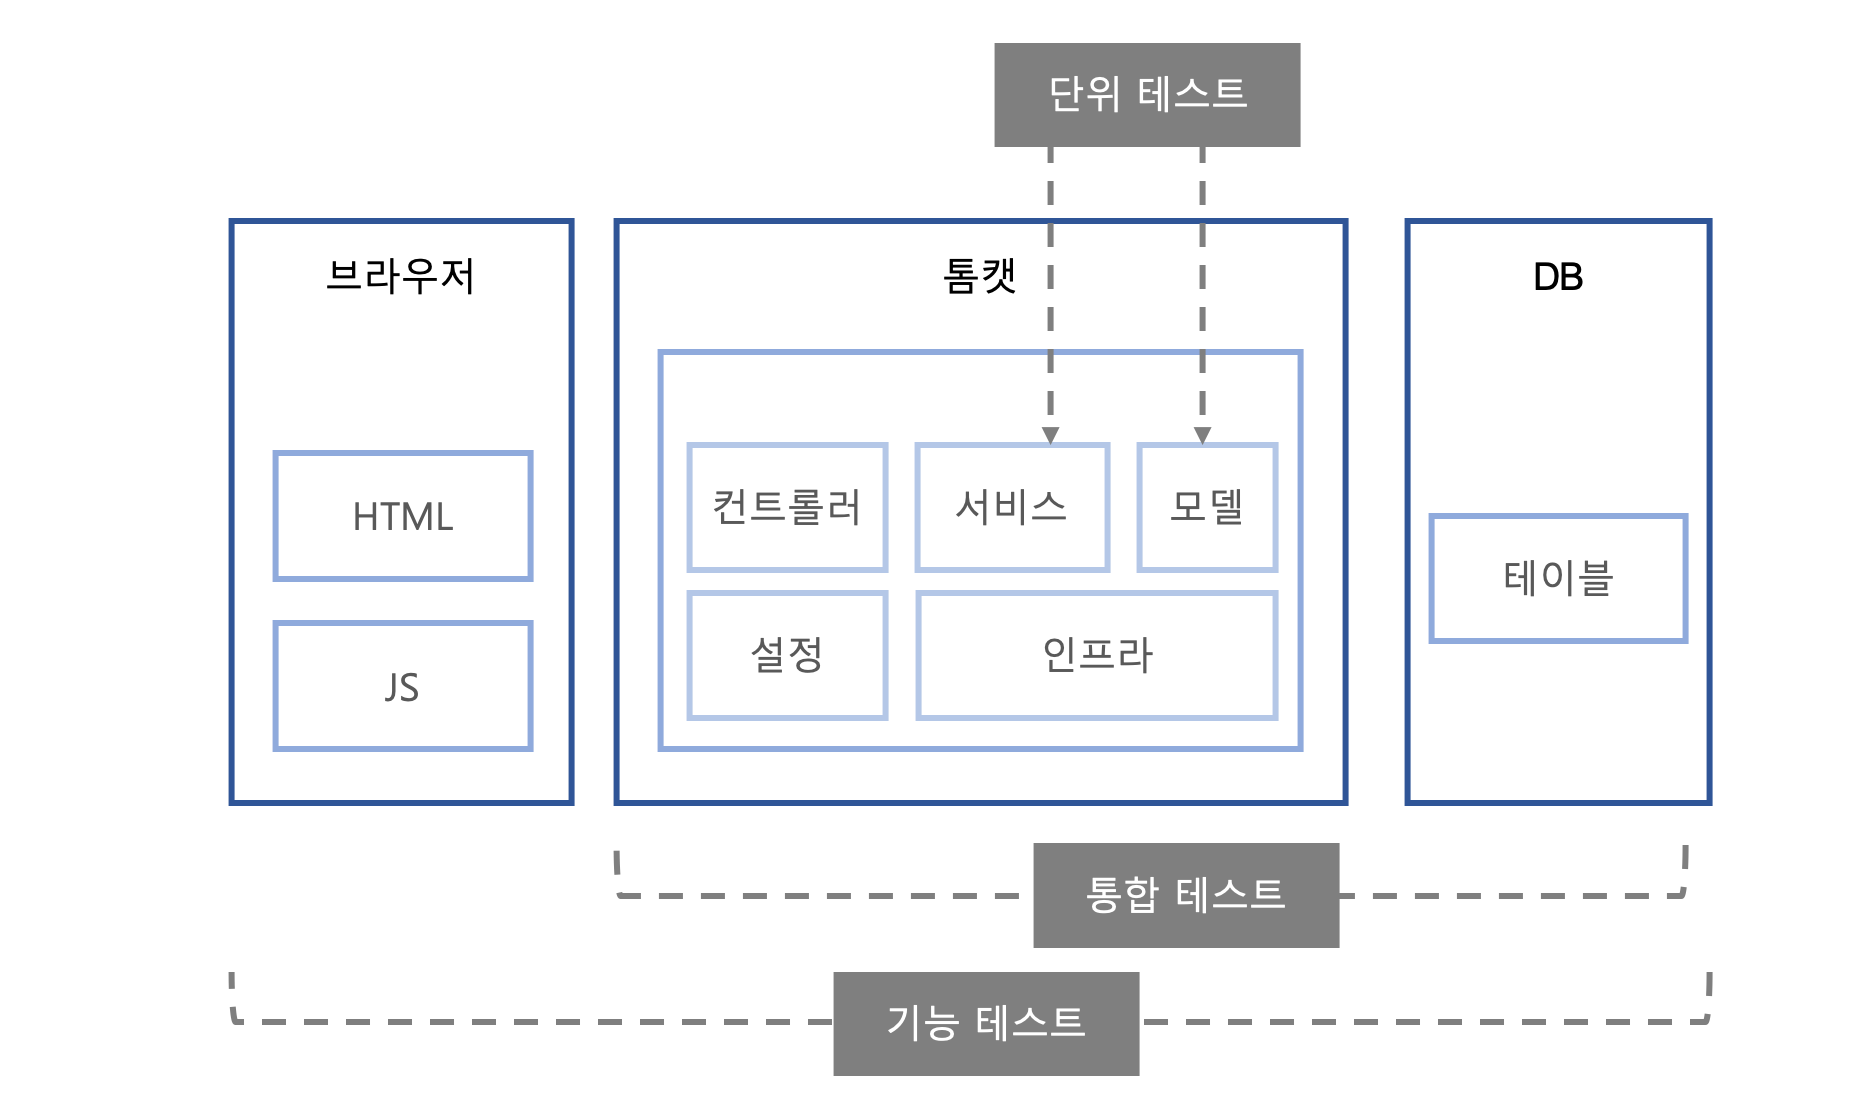 단위 테스트
브라우저
톰캣
DB
HTML
JS
컨트롤러
서비스
모델
설정
인프라
테이블
통합 테스트
기능 테스트